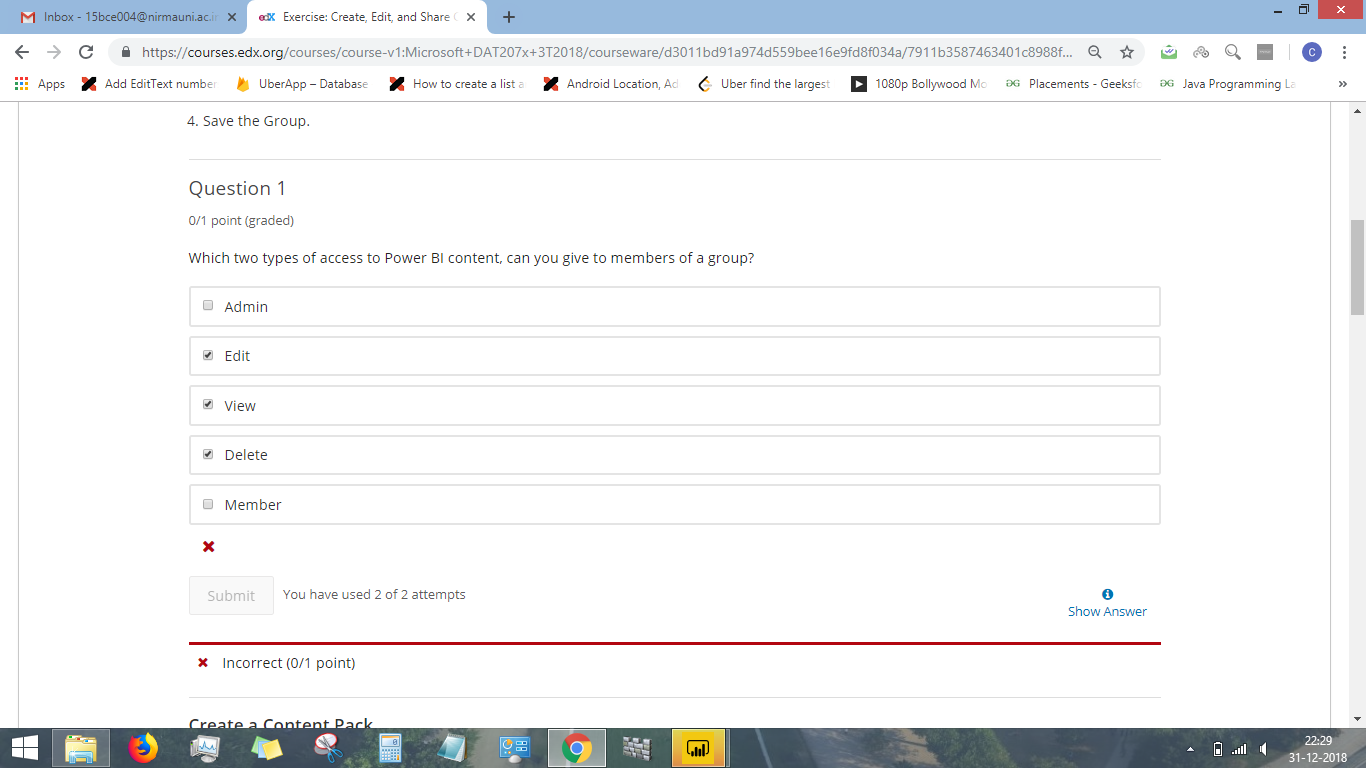 Inbox - 15bce004@nirmauni.ac.i
edX Exercise: Create, Edit, and Share
https://courses.edx.org/courses/course-v1:Microsoft+DAT207x+3T2018/courseware/d3011bd91a974d559bee16e9fd8f034a/7911b3587463401c8988f...
C
Apps
Add EditText number
UberApp – Database
How to create a list a
Android Location, Ad
Uber find the largest
1080p Bollywood Mo
Placements - Geeksfo
Java Programming La
»
4. Save the Group.
Question 1
0/1 point (graded)
Which two types of access to Power BI content, can you give to members of a group?
Admin
Edit
View
Delete
Member
Submit
You have used 2 of 2 attempts
Show Answer
Incorrect (0/1 point)
Create a Content Pack
22:29
31-12-2018